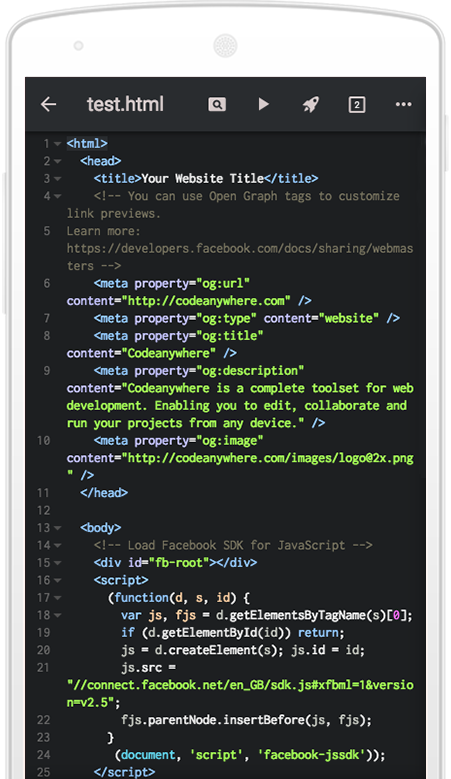 test.html
2
1 <html>
2 <head>
3 <title>Your Website Title</title>
4 <!-- You can use Open Graph tags to customize
link previews.
5 Learn more:
https://developers.facebook.com/docs/sharing/webmas
ters -->
6 <meta property="og:url"
content="http://codeanywhere.com" />
7 <meta property="og:type" content="website" />
8 <meta property="og:title"
content="Codeanywhere" />
9 <meta property="og:description"
content="Codeanywhere is a complete toolset for web
development. Enabling you to edit, collaborate and
run your projects from any device." />
10 <meta property="og:image"
content="http://codeanywhere.com/images/logo@2x.png
" />
11 </head>
12
13 <body>
14 <!-- Load Facebook SDK for JavaScript -->
15 <div id="fb-root"></div>
16 <script>
17 (function(d, s, id) {
18 var js, fjs = d.getElementsByTagName(s)[0];
19 if (d.getElementById(id)) return;
20 js = d.createElement(s); js.id = id;
21 js.src =
"//connect.facebook.net/en_GB/sdk.js#xfbml=1&versio
n=v2.5";
22 fjs.parentNode.insertBefore(js, fjs);
23 }
24 (document, 'script', 'facebook-jssdk'));
25 </script>